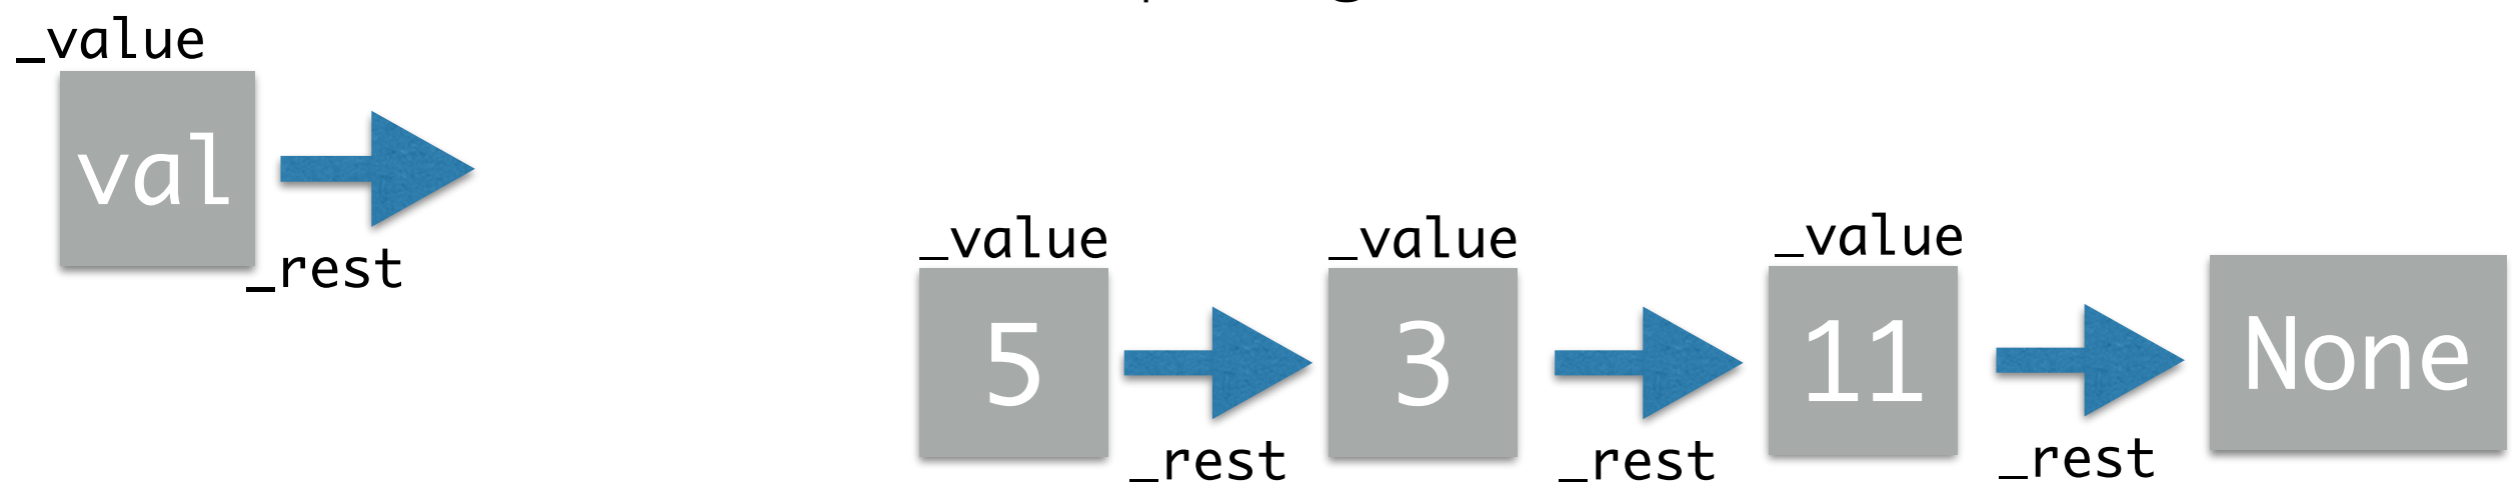 _value
val
_rest
_value _value _value
5 3 11 None
_rest _rest _rest